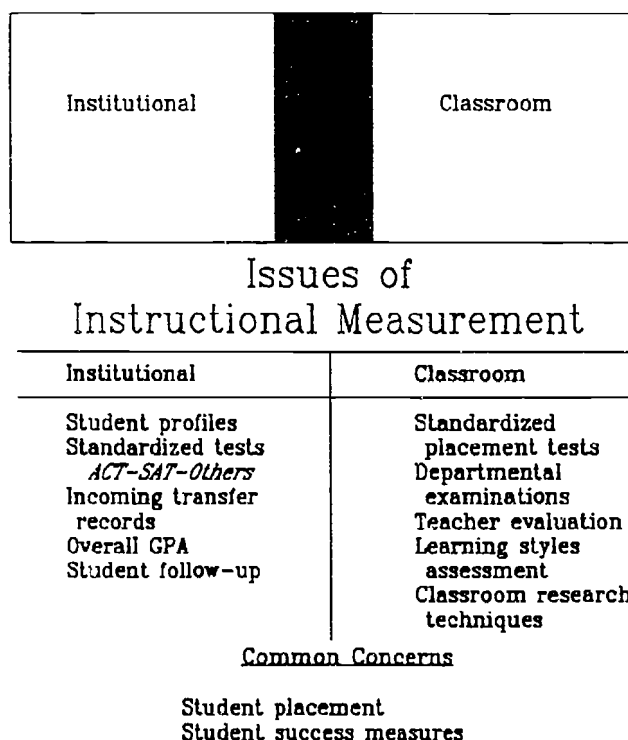 Institutional
Classroom
Issues of
Instructional Measurement
Institutional
Classroom
Student profiles
Standardized tests
ACT-SAT-Others
Incoming transfer
records
Overall GPA
Student follow-up
Standardized
placement tests
Departmental
examinations
Teacher evaluation
Learning styles
assessment
Classroom research
techniques
Common Concerns
Student placement
Student success measures